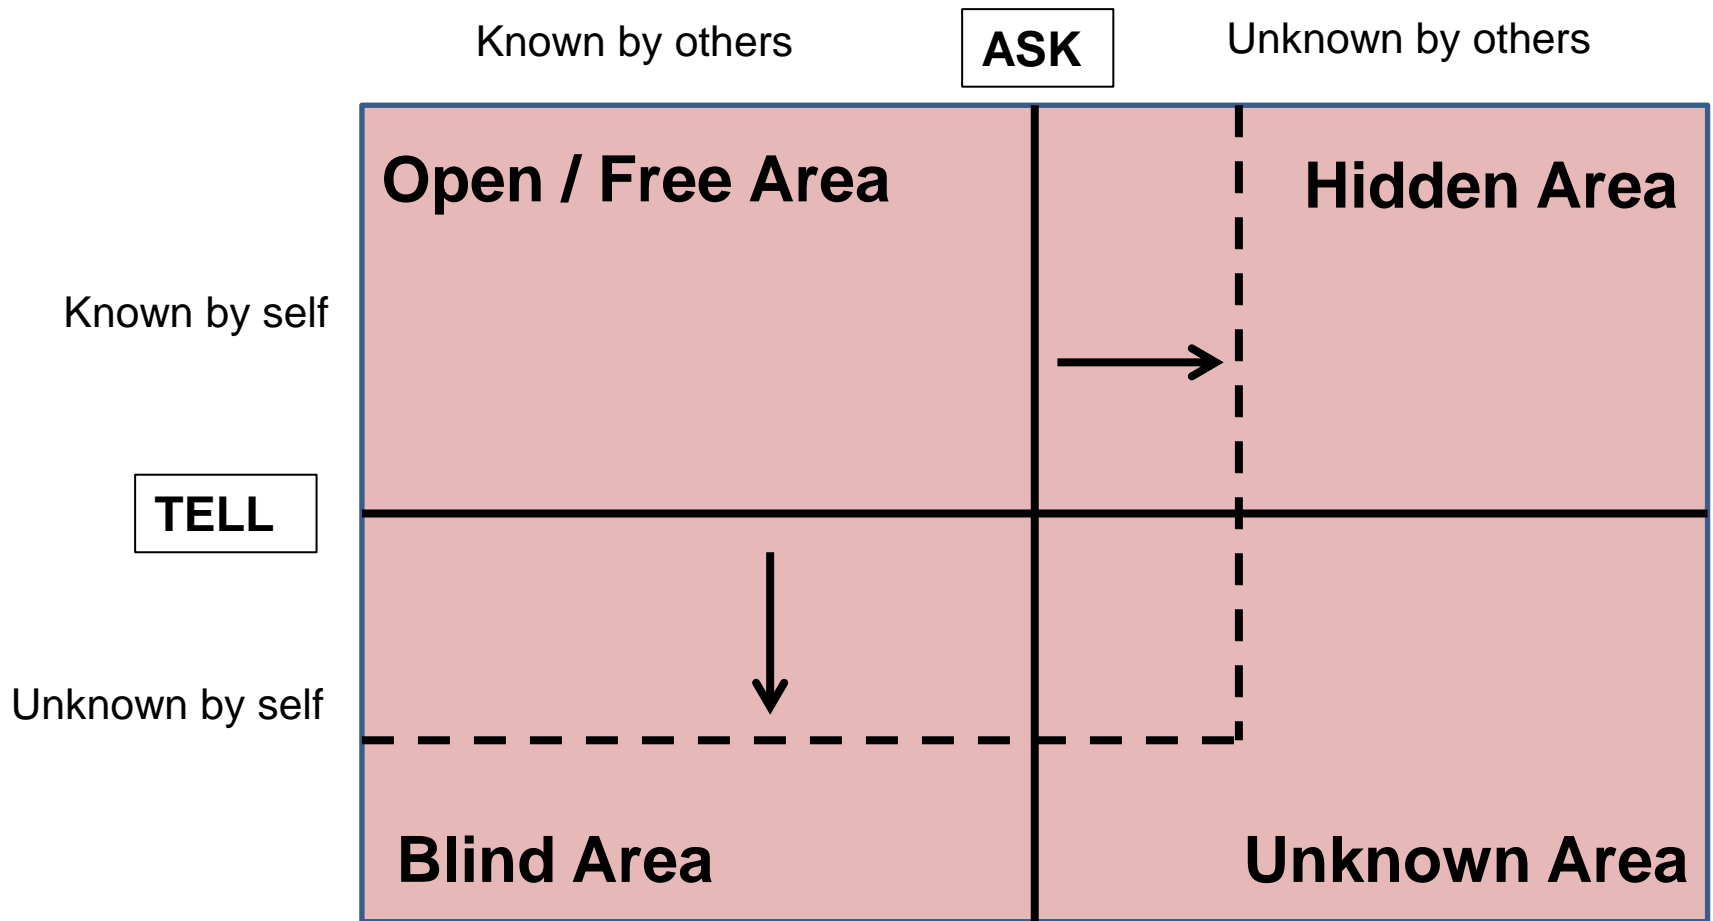 Known by others
ASK
Unknown by others
Open / Free Area
Hidden Area
Known by self
TELL
Unknown by self
Blind Area
Unknown Area